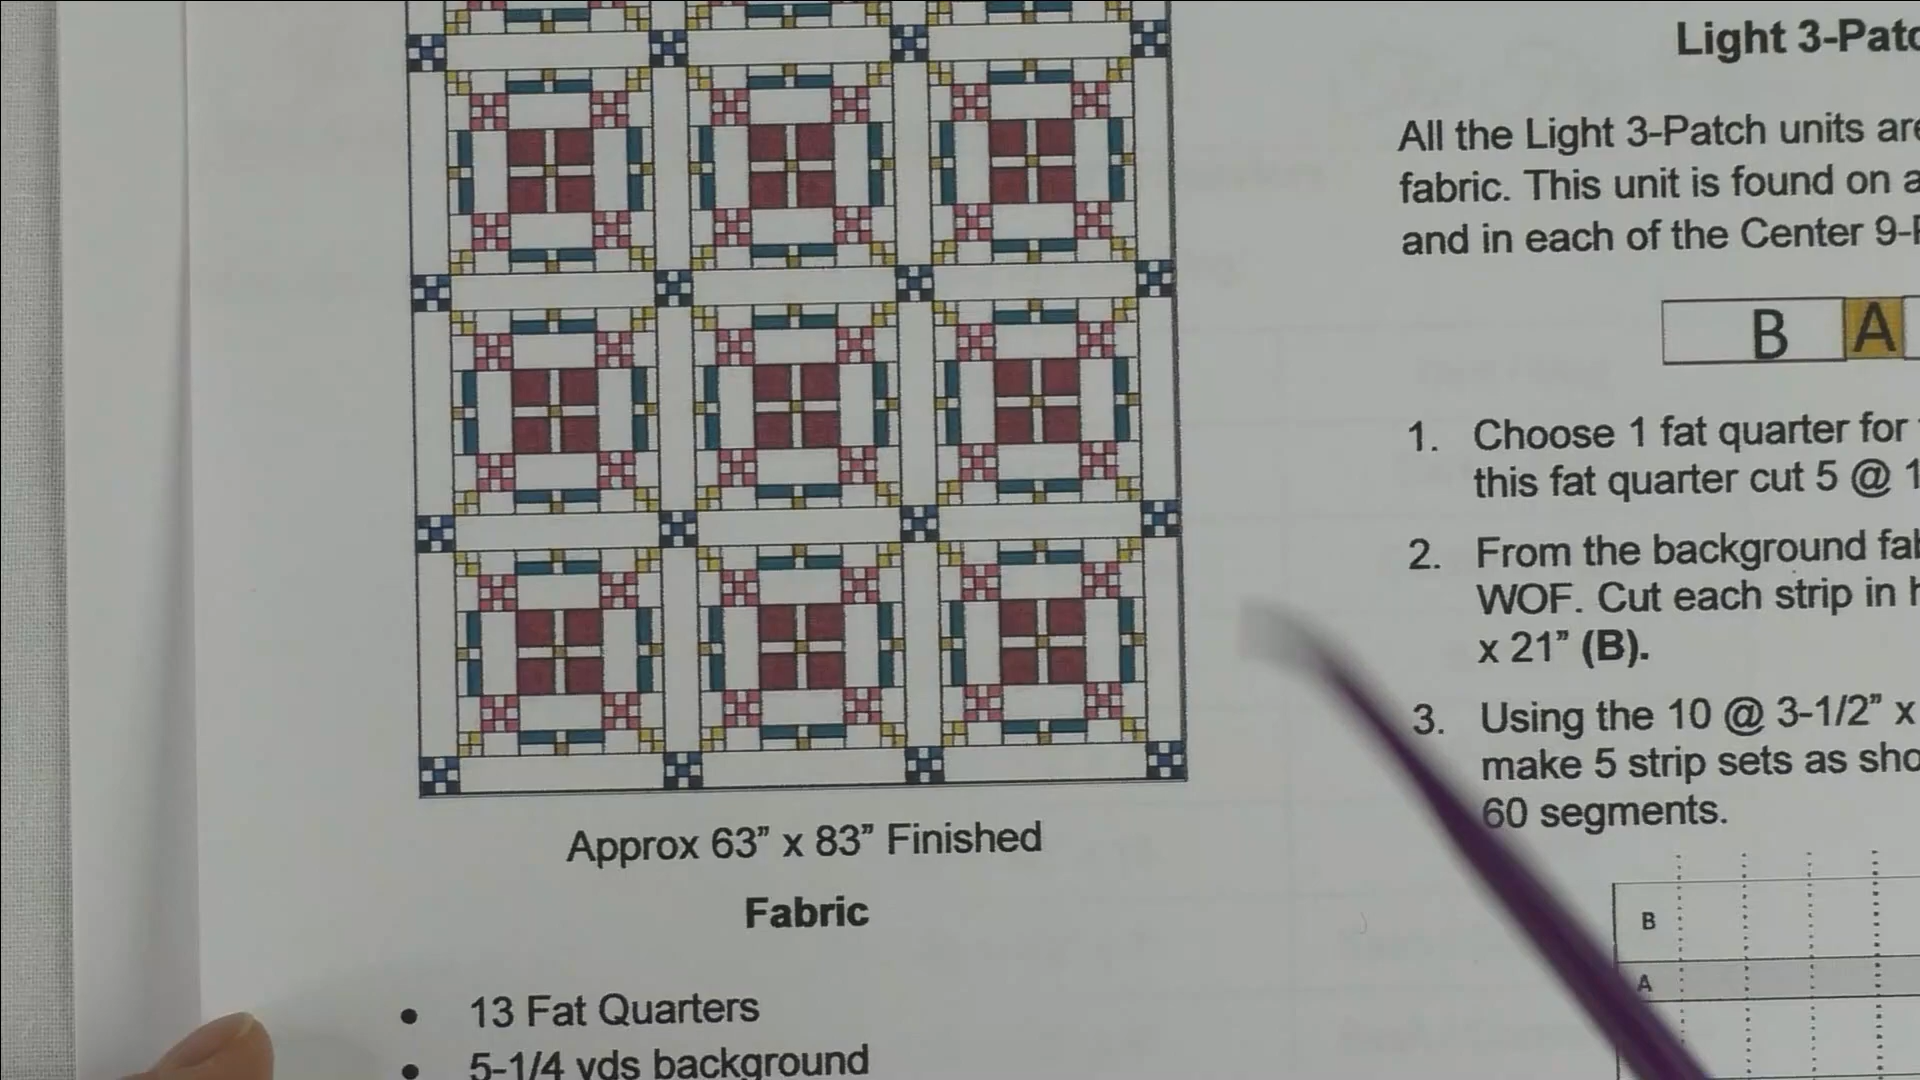 Approx 63” x 83” Finished
Fabric
• 13 Fat Quarters
• 5-1/4 yds background
Light 3-Patc
All the Light 3-Patch units are
fabric. This unit is found on a
and in each of the Center 9-P
B A
1. Choose 1 fat quarter for
this fat quarter cut 5 @ 1
2. From the background fab
WOF. Cut each strip in h
x 21” (B).
3. Using the 10 @ 3-1/2” x
make 5 strip sets as sho
60 segments.
B
A